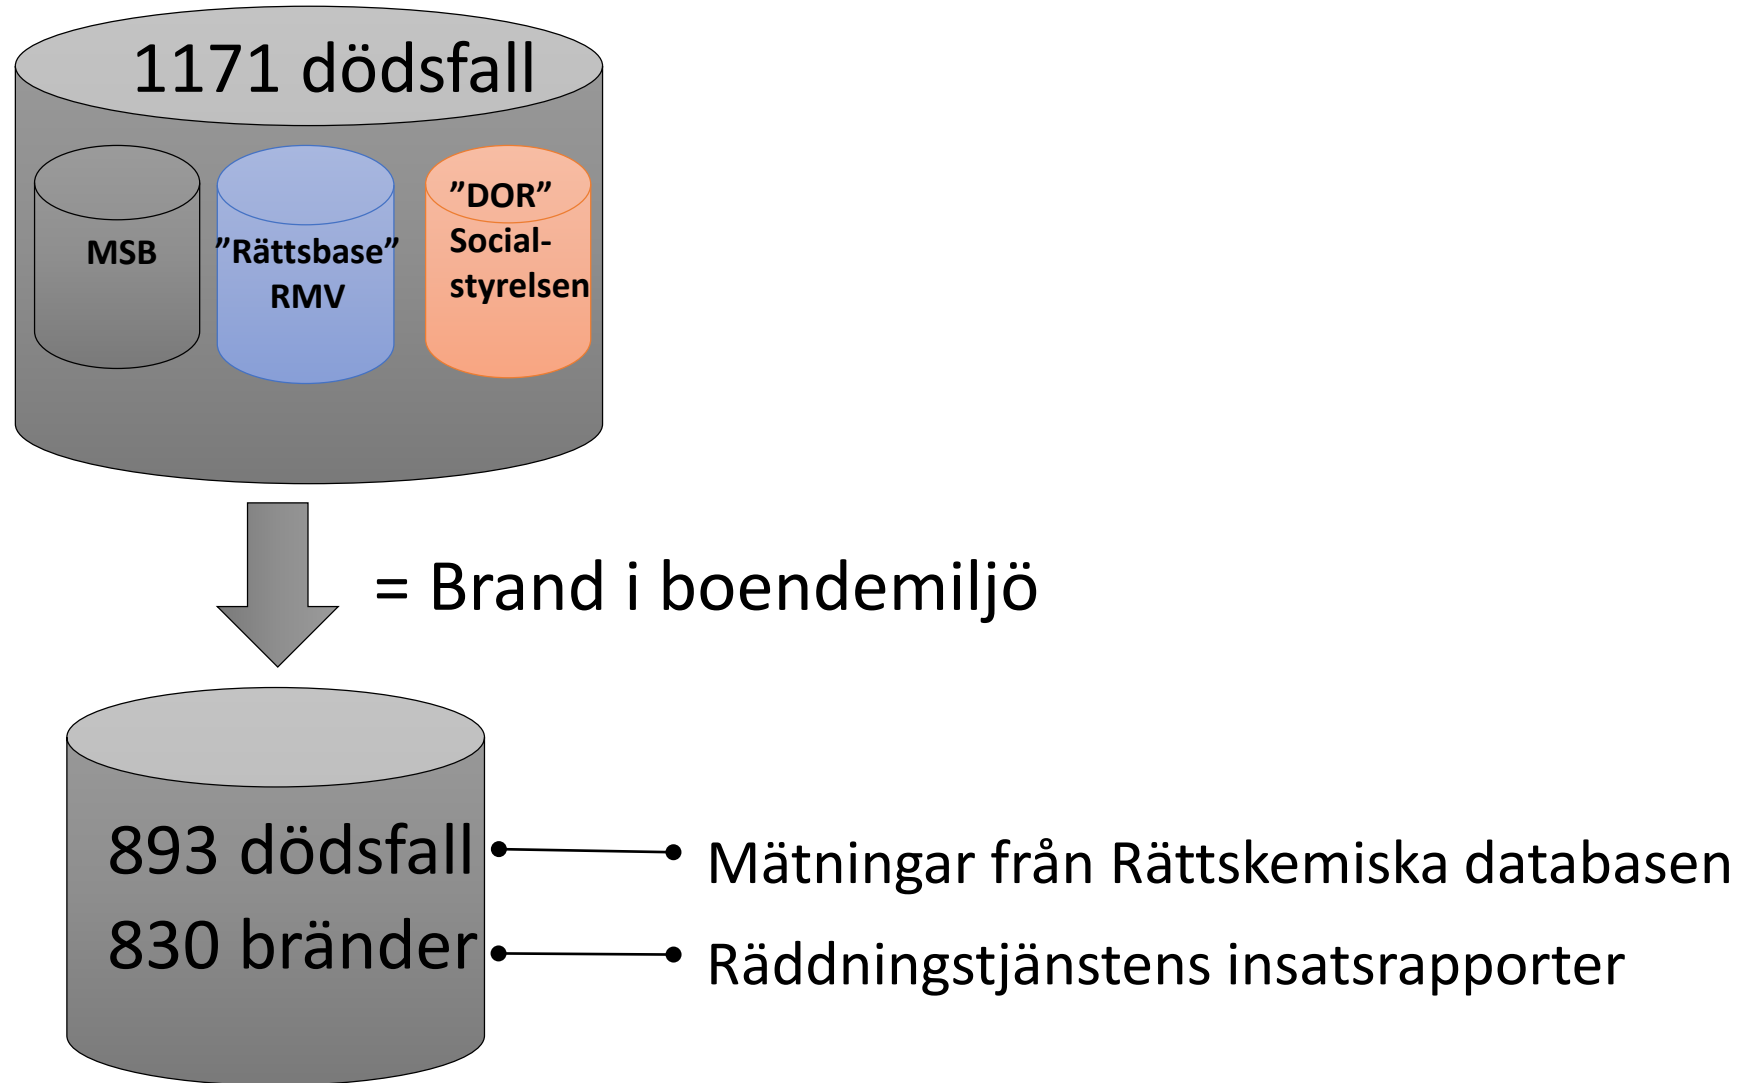 1171 dödsfall
MSB
”Rättsbase”
RMV
”DOR”
Social-
styrelsen
= Brand i boendemiljö
893 dödsfall
Mätningar från Rättskemiska databasen
830 bränder
Räddningstjänstens insatsrapporter